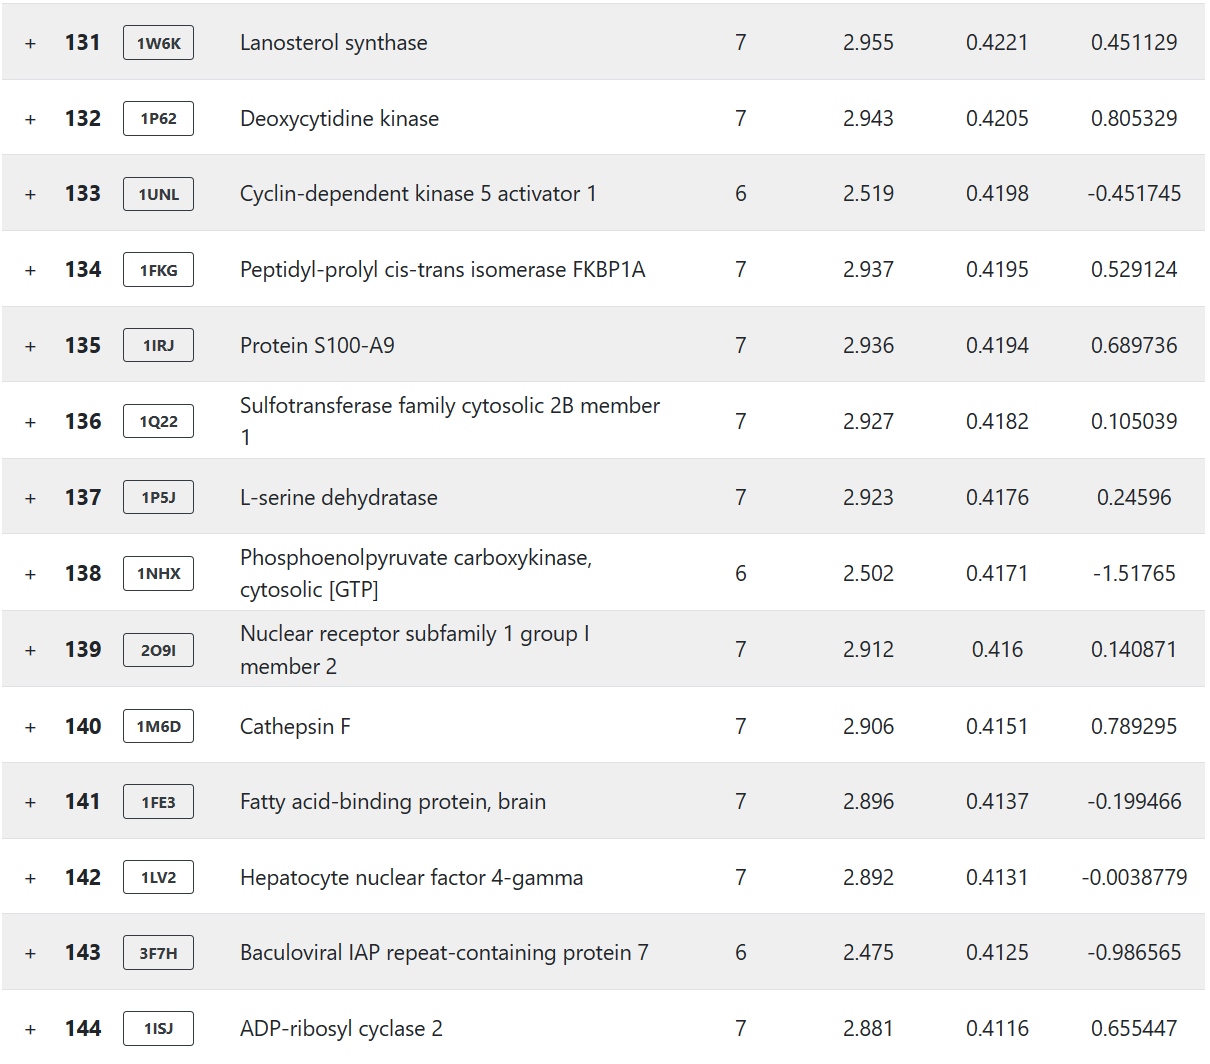 + 131 1W6K Lanosterol synthase 7 2.955 0.4221 0.451129
+ 132 1P62 Deoxycytidine kinase 7 2.943 0.4205 0.805329
+ 133 1UNL Cyclin-dependent kinase 5 activator 1 6 2.519 0.4198 -0.451745
+ 134 1FKG Peptidyl-prolyl cis-trans isomerase FKBP1A 7 2.937 0.4195 0.529124
+ 135 1IRJ Protein S100-A9 7 2.936 0.4194 0.689736
+ 136 1Q22 Sulfotransferase family cytosolic 2B member
1 7 2.927 0.4182 0.105039
+ 137 1P5J L-serine dehydratase 7 2.923 0.4176 0.24596
+ 138 1NHX Phosphoenolpyruvate carboxykinase,
cytosolic [GTP] 6 2.502 0.4171 -1.51765
+ 139 2O9I Nuclear receptor subfamily 1 group I
member 2 7 2.912 0.416 0.140871
+ 140 1M6D Cathepsin F 7 2.906 0.4151 0.789295
+ 141 1FE3 Fatty acid-binding protein, brain 7 2.896 0.4137 -0.199466
+ 142 1LV2 Hepatocyte nuclear factor 4-gamma 7 2.892 0.4131 -0.0038779
+ 143 3F7H Baculoviral IAP repeat-containing protein 7 6 2.475 0.4125 -0.986565
+ 144 1ISJ ADP-ribosyl cyclase 2 7 2.881 0.4116 0.655447